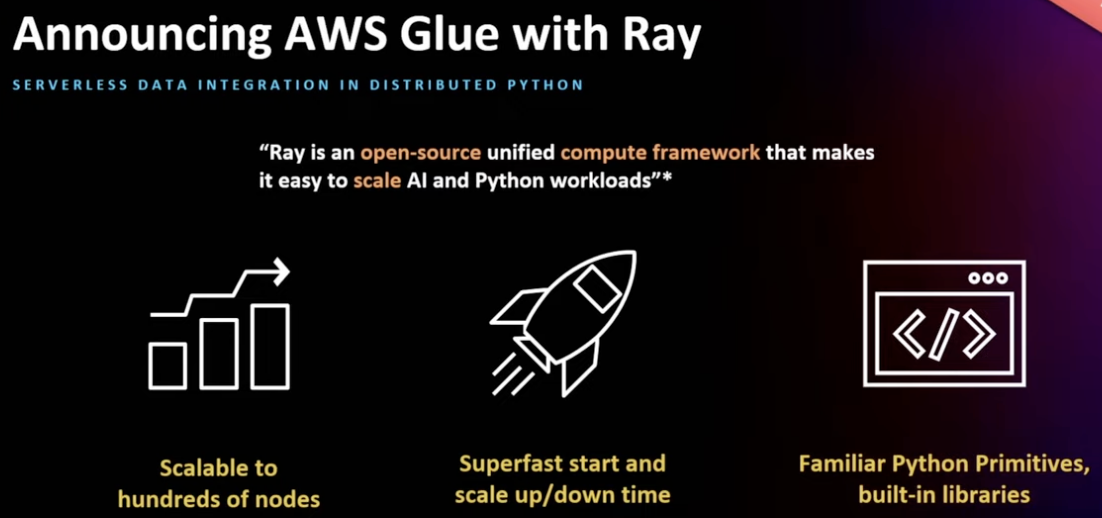 Announcing AWS Glue with Ray
SERVERLESS DATA INTEGRATION IN DISTRIBUTED PYTHON
“Ray is an open-source unified compute framework that makes
it easy to scale AI and Python workloads”*
</>
Scalable to
hundreds of nodes
Superfast start and
scale up/down time
Familiar Python Primitives,
built-in libraries